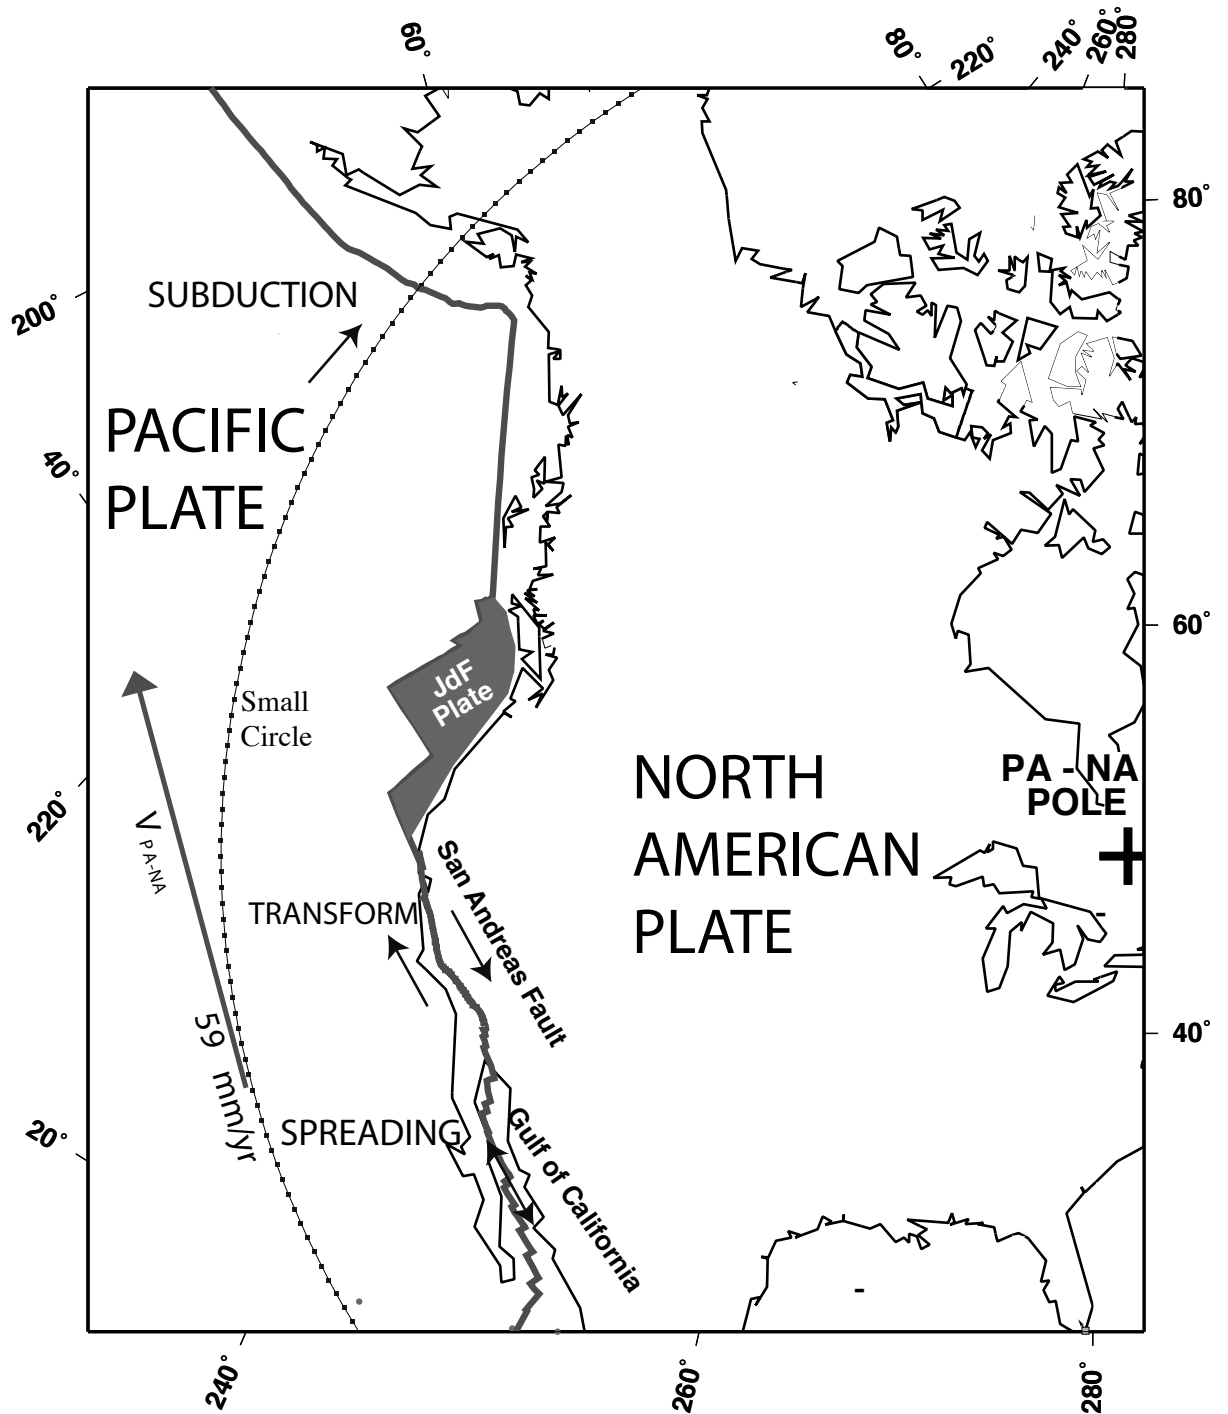 60°
80°
220°
240°
260°
280°
80°
200°
SUBDUCTION
PACIFIC
PLATE
40°
60°
JdF
Plate
Small
Circle
NORTH
AMERICAN
PLATE
PA - NA
POLE
220°
V PA-NA
59 mm/yr
TRANSFORM
San Andreas Fault
40°
SPREADING
Gulf of California
20°
240°
260°
280°